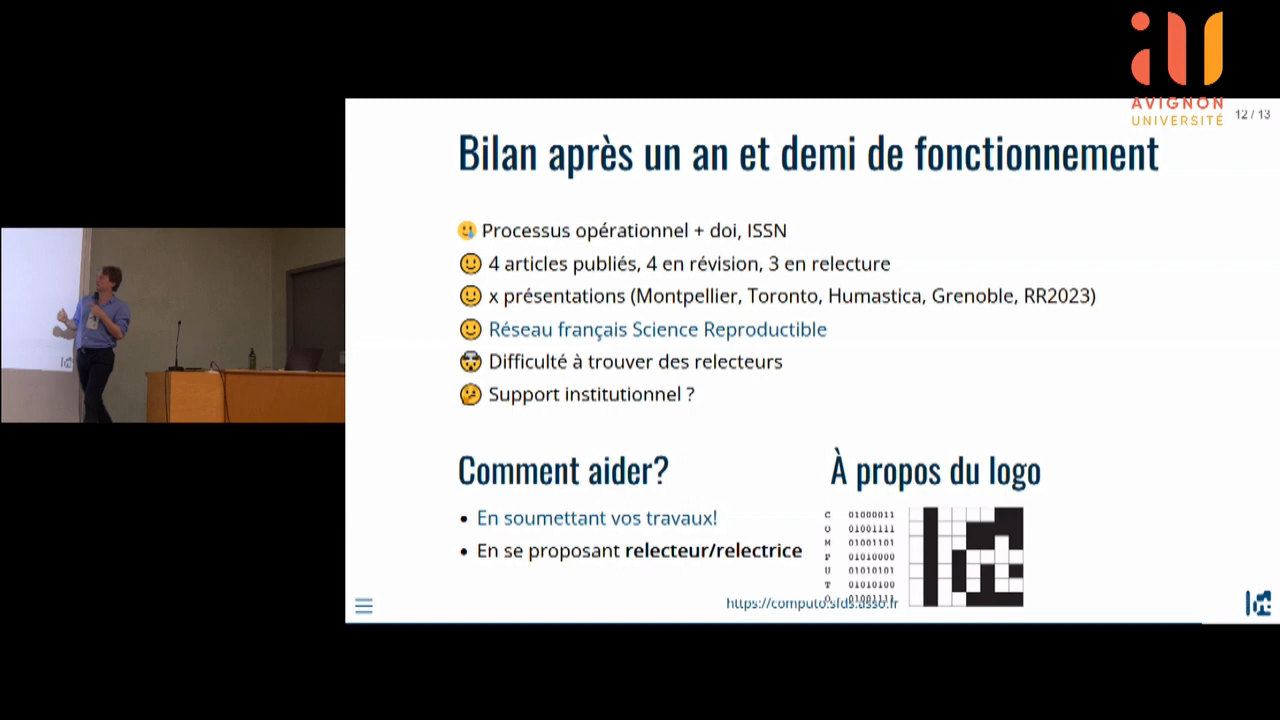 AVIGNON
UNIVERSITÉ
12 / 13
Bilan après un an et demi de fonctionnement
Processus opérationnel + doi, ISSN
4 articles publiés, 4 en révision, 3 en relecture
x présentations (Montpellier, Toronto, Humastica, Grenoble, RR2023)
Réseau français Science Reproductible
Difficulté à trouver des relecteurs
Support institutionnel ?
Comment aider?
• En soumettant vos travaux!
• En se proposant relecteur/relectrice
À propos du logo
C 01000011
O 01001111
M 01001101
P 01010000
U 01010101
T 01010100
O 01001111
https://computo.sfds.asso.fr